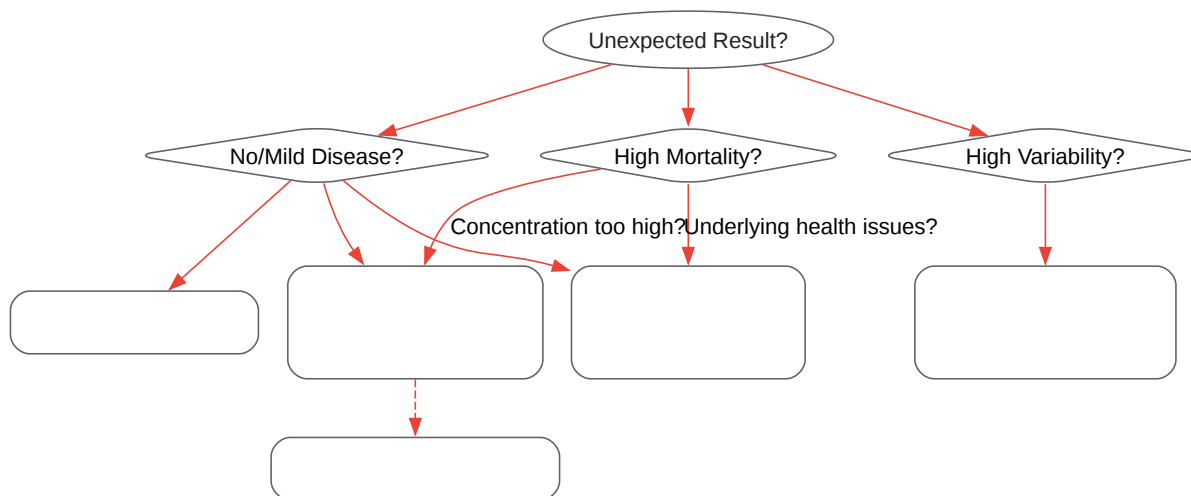 Unexpected Result?
No/Mild Disease?
High Mortality?
High Variability?
Concentration too high?
Underlying health issues?